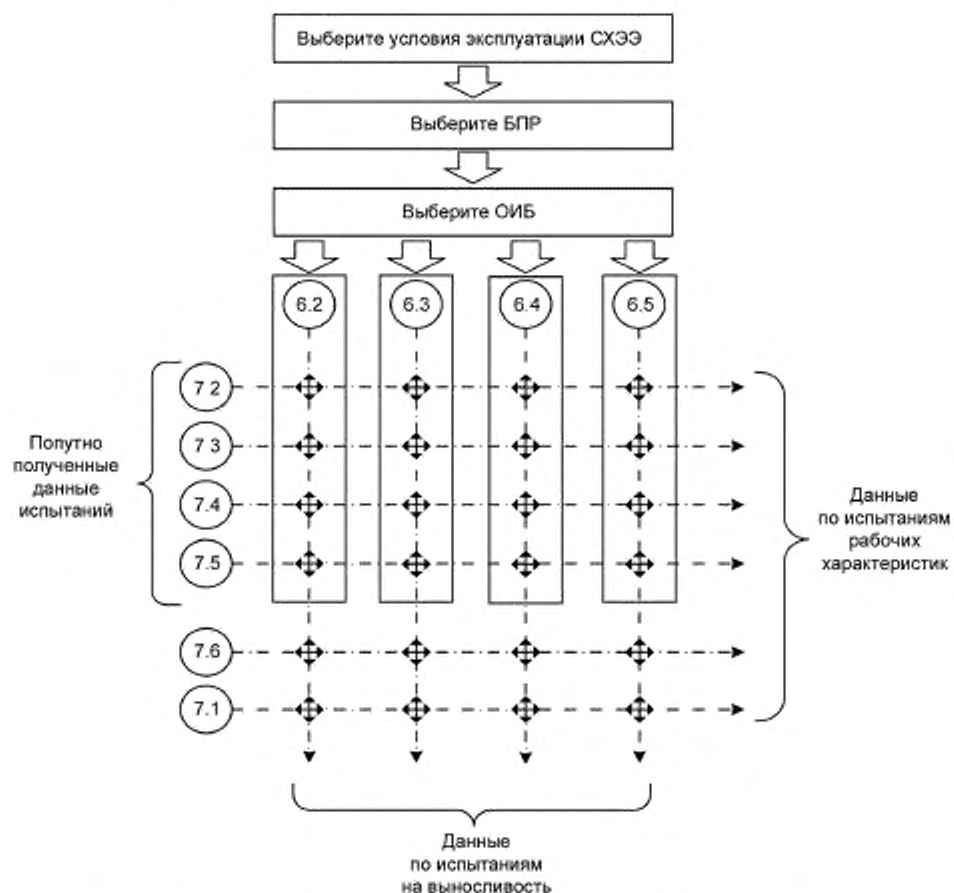 Выберите условия эксплуатации СХЭЭ
Выберите БПР
Выберите ОИБ
6.2
6.3
6.4
6.5
7 2
7 3
7.4
7.5
7.6
7.1
Попутно
полученные
данные
испытаний
Данные
по испытаниям
рабочих
характеристик
Данные
по испытаниям
на выносливость